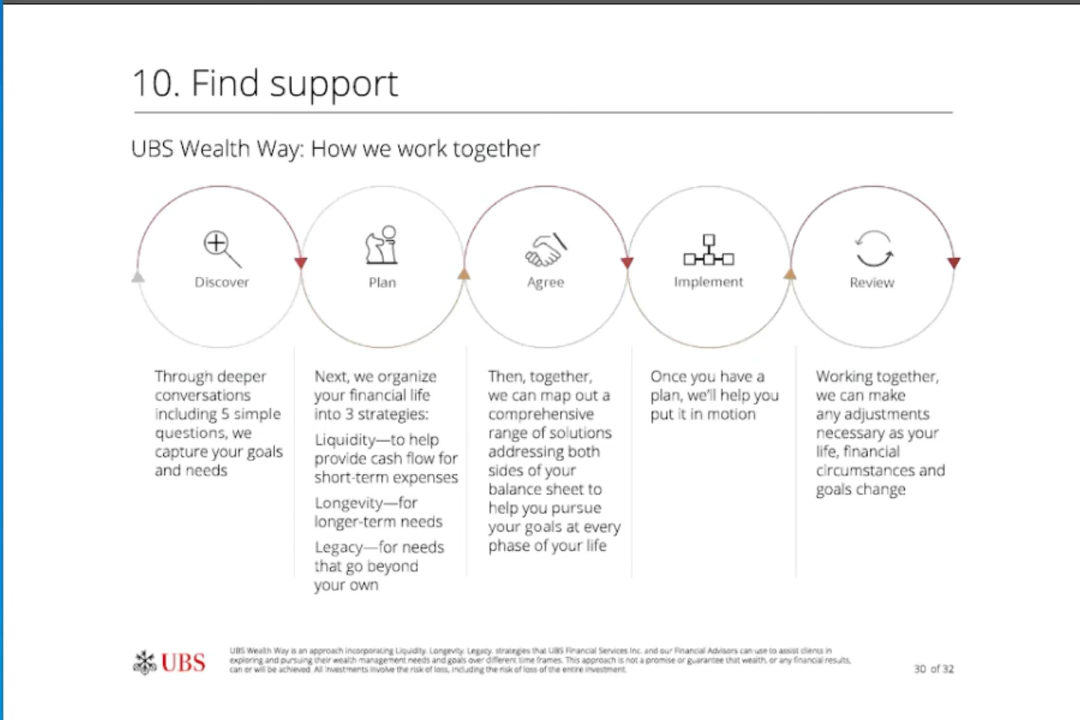 10. Find support
UBS Wealth Way: How we work together
Discover
Plan
Agree
Implement
Review
Through deeper
conversations
including 5 simple
questions, we
capture your goals
and needs
Next, we organize
your financial life
into 3 strategies:
Liquidity—to help
provide cash flow for
short-term expenses
Longevity—for
longer-term needs
Legacy—for needs
that go beyond
your own
Then, together,
we can map out a
comprehensive
range of solutions
addressing both
sides of your
balance sheet to
help you pursue
your goals at every
phase of your life
Once you have a
plan, we'll help you
put it in motion
Working together,
we can make
any adjustments
necessary as your
life, financial
circumstances and
goals change
UBS
UBS Wealth Way is an approach incorporating Liquidity. Longevity. Legacy. strategies that UBS Financial Services Inc. and our Financial Advisors can use to assist clients in
exploring and pursuing their wealth management needs and goals over different time frames. This approach is not a promise or guarantee that wealth, or any financial results,
can or will be achieved. All investments involve the risk of loss, including the risk of loss of the entire investment.
30 of 32